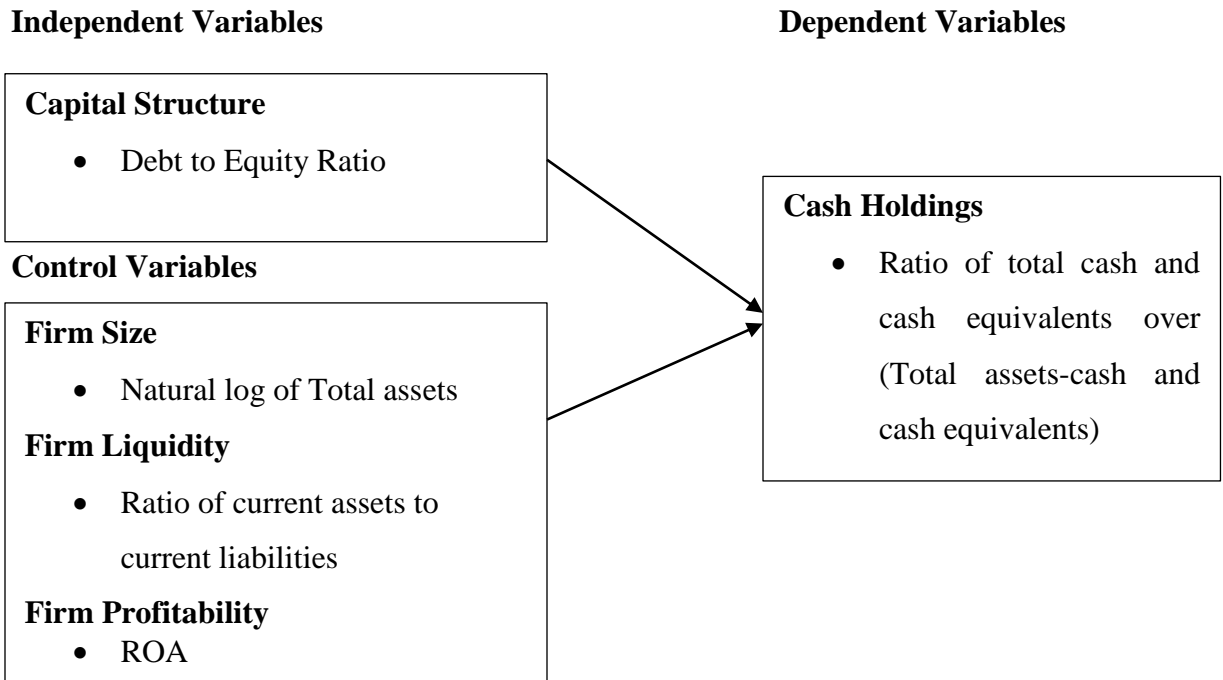 Independent Variables
Dependent Variables
Capital Structure
• Debt to Equity Ratio
Control Variables
Firm Size
• Natural log of Total assets
Firm Liquidity
• Ratio of current assets to
current liabilities
Firm Profitability
• ROA
Cash Holdings
• Ratio of total cash and
cash equivalents over
(Total assets-cash and
cash equivalents)